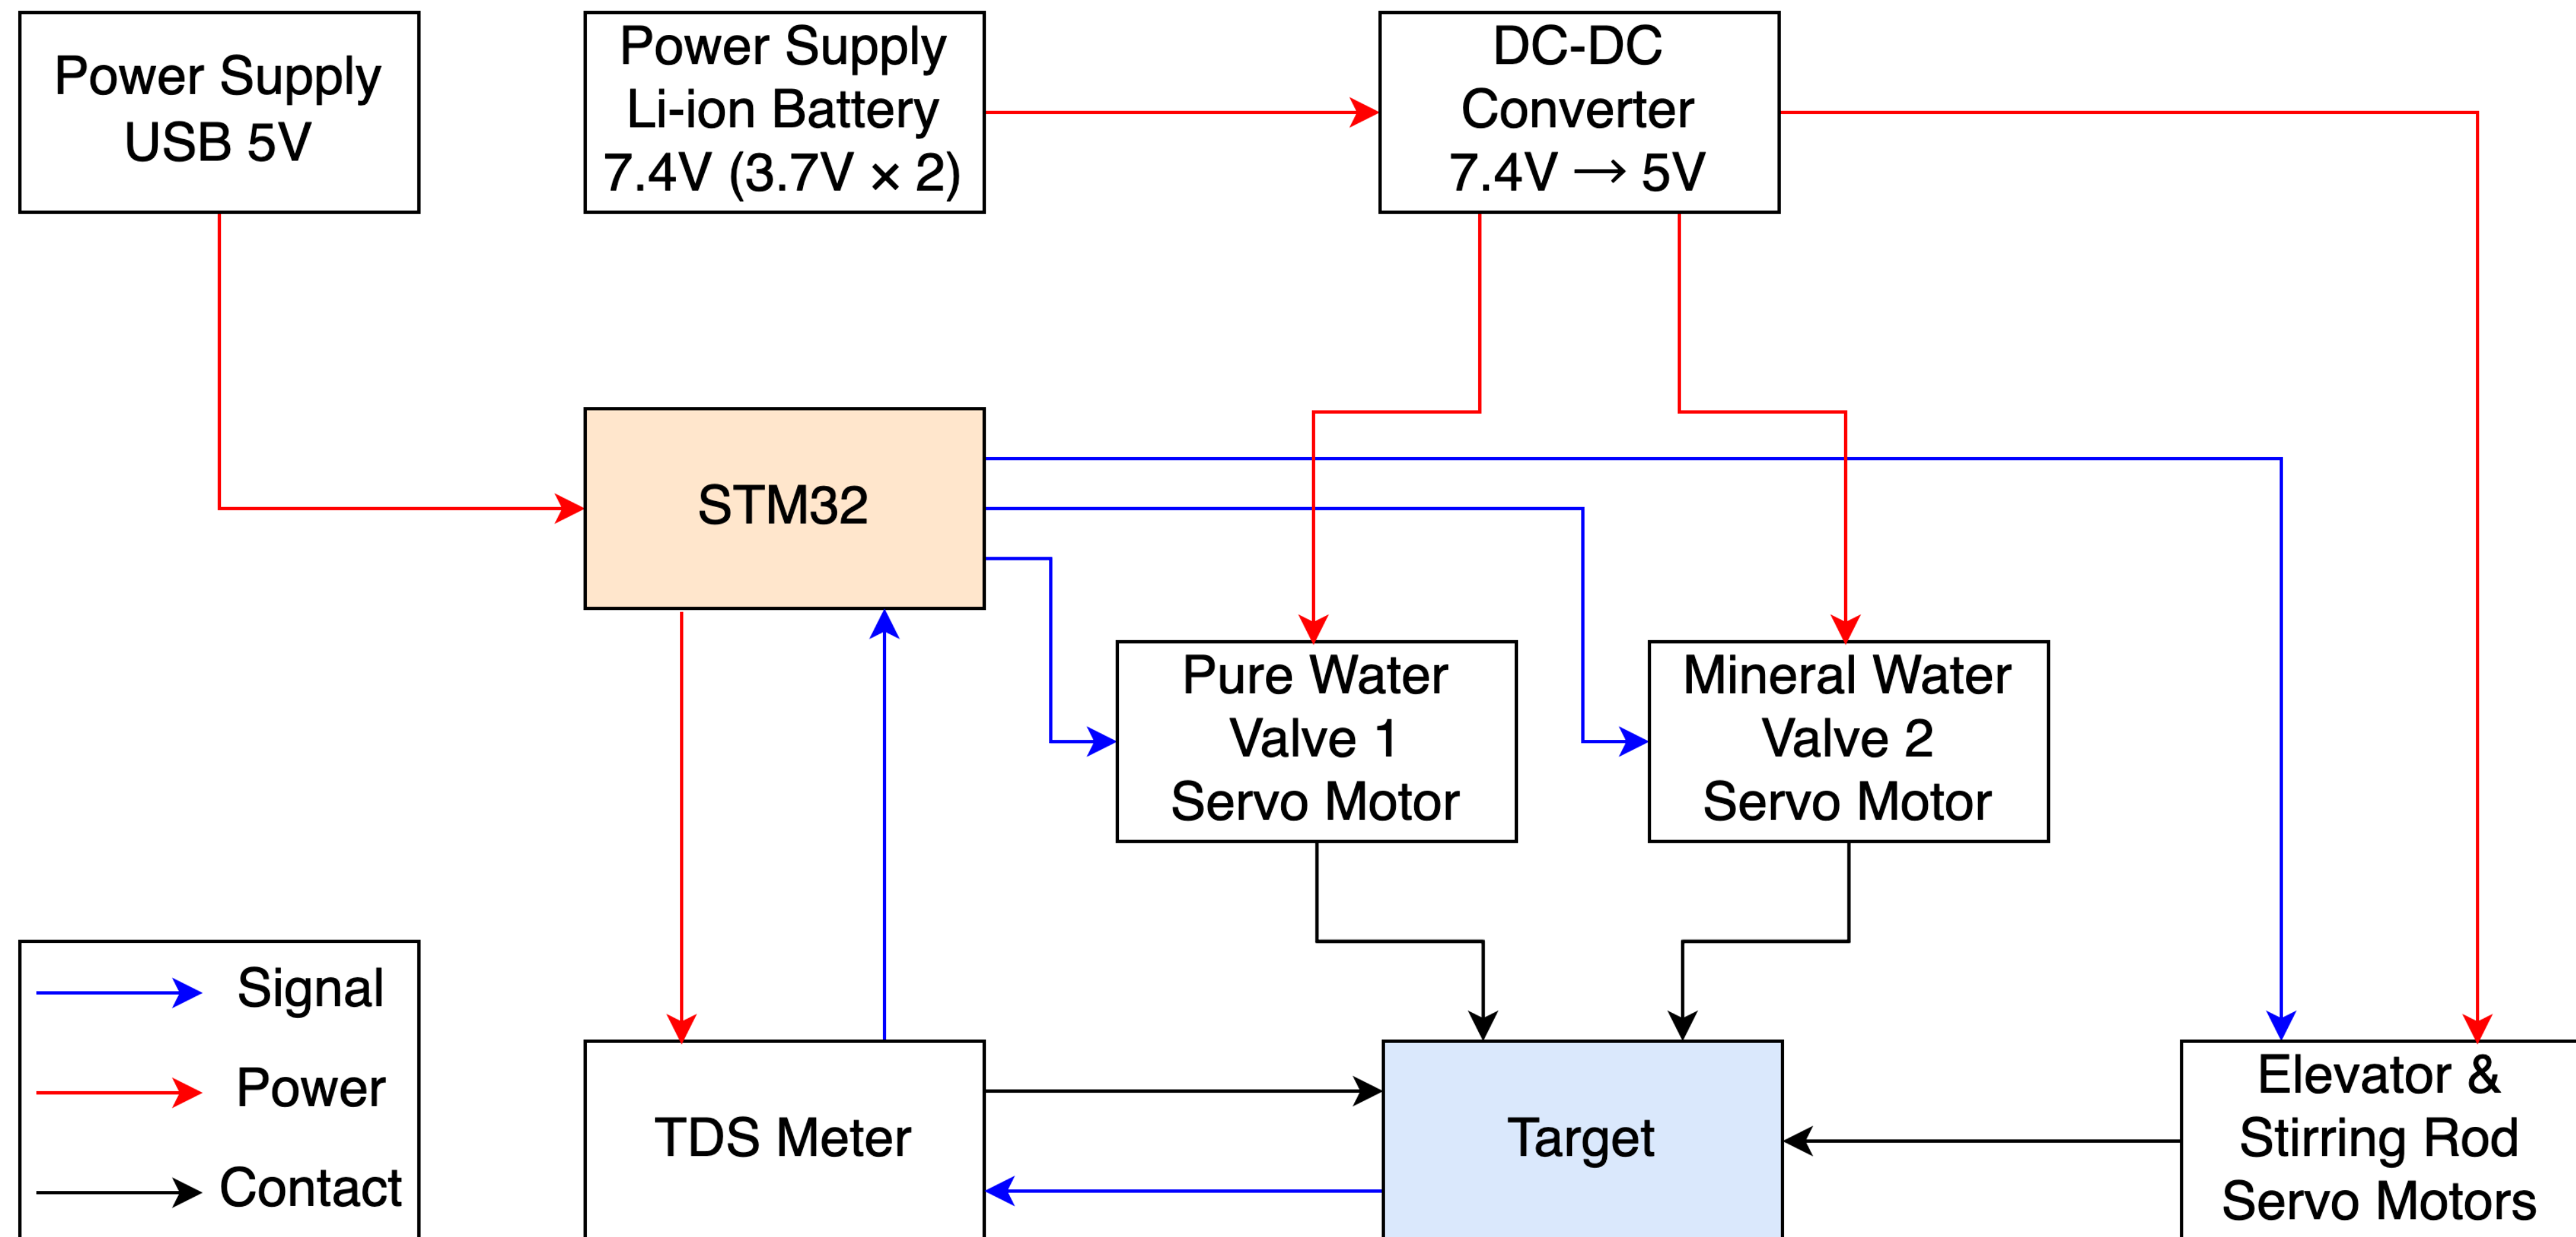 Power Supply
USB 5V
Power Supply
Li-ion Battery
7.4V (3.7V × 2)
DC-DC
Converter
7.4V → 5V
STM32
Pure Water
Valve 1
Servo Motor
Mineral Water
Valve 2
Servo Motor
Signal
Power
Contact
TDS Meter
Target
Elevator &
Stirring Rod
Servo Motors